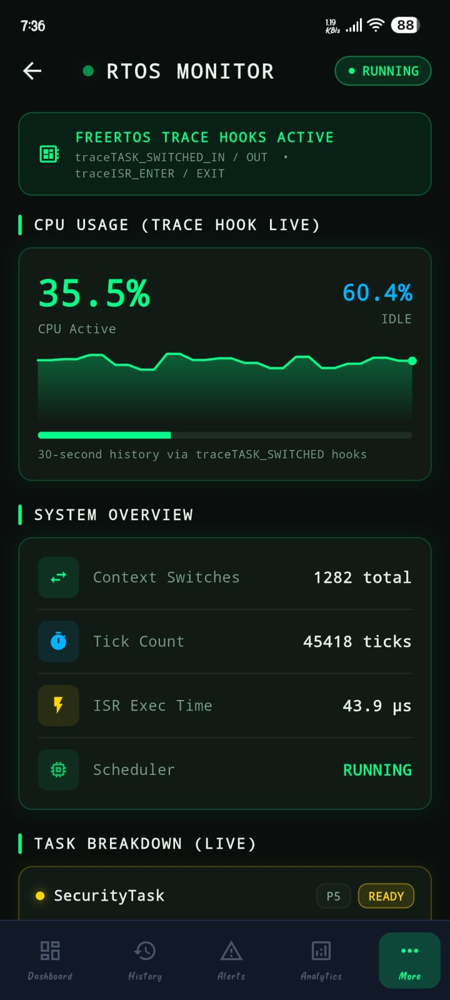 7:36
1.19
KB/s
88
RTOS MONITOR
RUNNING
FREERTOS TRACE HOOKS ACTIVE
traceTASK_SWITCHED_IN / OUT •
traceISR_ENTER / EXIT
CPU USAGE (TRACE HOOK LIVE)
35.5%
60.4%
CPU Active
IDLE
30-second history via traceTASK_SWITCHED hooks
SYSTEM OVERVIEW
Context Switches 1282 total
Tick Count 45418 ticks
ISR Exec Time 43.9 µs
Scheduler RUNNING
TASK BREAKDOWN (LIVE)
SecurityTask P5 READY
Dashboard History Alerts Analytics More